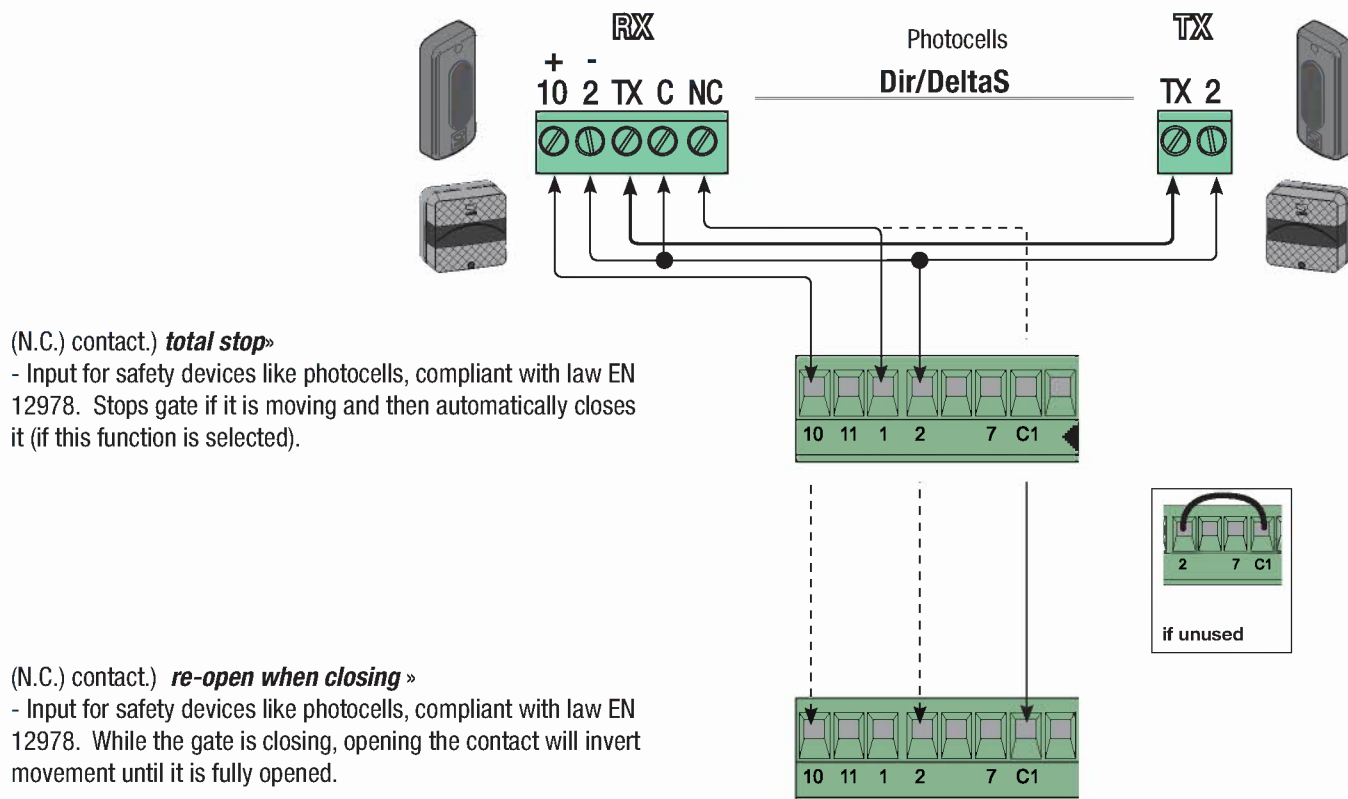 RX
Photocells
TX
+ -
10 2 TX C NC
Dir/DeltaS
TX 2
(N.C.) contact.) total stop»
- Input for safety devices like photocells, compliant with law EN
12978. Stops gate if it is moving and then automatically closes
it (if this function is selected).
10 11 1 2 7 C1
2 7 C1
if unused
(N.C.) contact.) re-open when closing »
- Input for safety devices like photocells, compliant with law EN
12978. While the gate is closing, opening the contact will invert
movement until it is fully opened.
10 11 1 2 7 C1